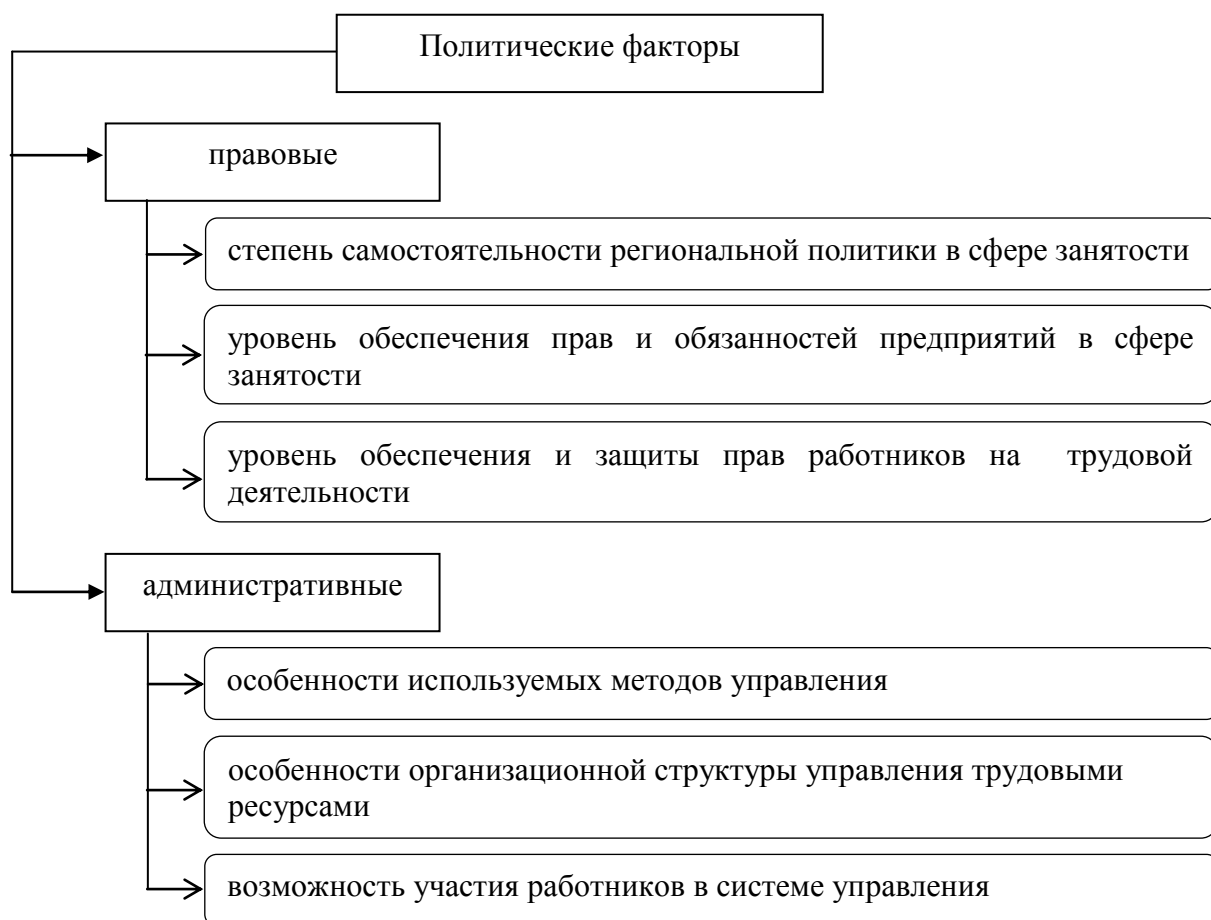 Политические факторы
правовые
степень самостоятельности региональной политики в сфере занятости
уровень обеспечения прав и обязанностей предприятий в сфере
занятости
уровень обеспечения и защиты прав работников на трудовой
деятельности
административные
особенности используемых методов управления
особенности организационной структуры управления трудовыми
ресурсами
возможность участия работников в системе управления